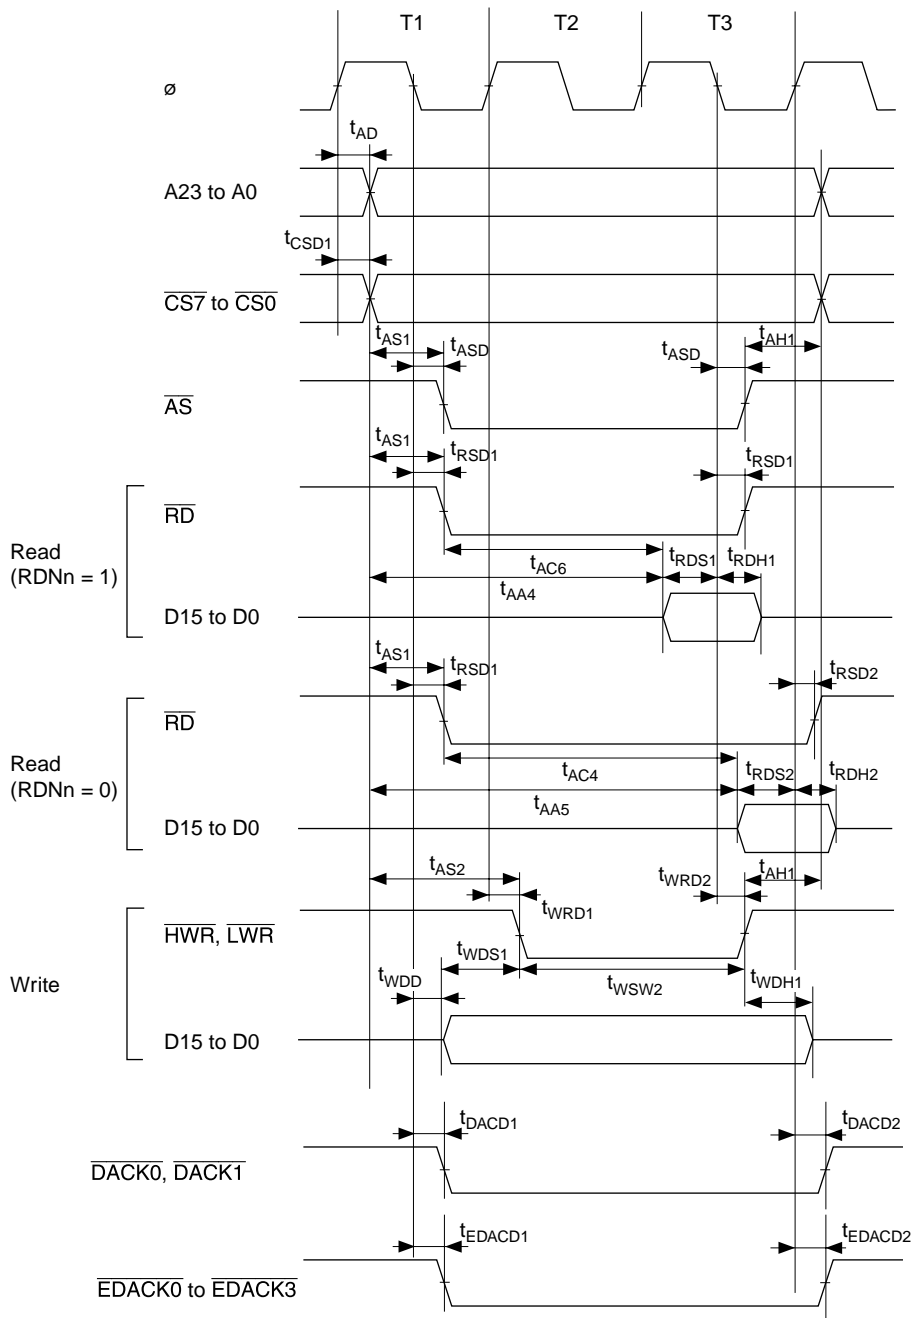 T1 T2 T3
ø
tAD
A23 to A0
tCSD1
CS7 to CS0
tAS1 tASD tASD tAH1
AS
tAS1 tRSD1 tRSD1
RD
Read
(RDNn = 1)
tAC6 tRDS1 tRDH1
tAA4
D15 to D0
tAS1 tRSD1 tRSD2
RD
Read
(RDNn = 0)
tAC4 tRDS2 tRDH2
tAA5
D15 to D0
tAS2 tWRD1 tWRD2 tAH1
HWR, LWR
Write
tWDD tWDS1 tWSW2 tWDH1
D15 to D0
tDACD1 tDACD2
DACK0, DACK1
tEDACD1 tEDACD2
EDACK0 to EDACK3